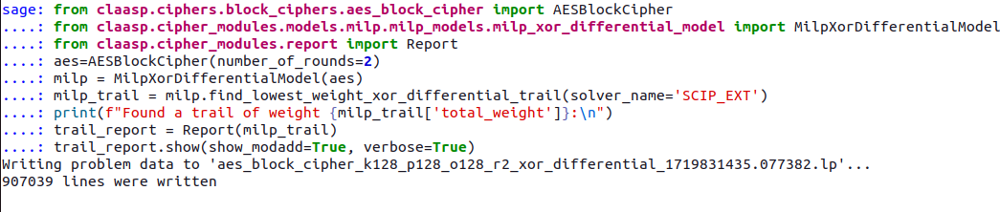 sage: from claasp.ciphers.block_ciphers.aes_block_cipher import AESBlockCipher
....: from claasp.cipher_modules.models.milp.milp_models.milp_xor_differential_model import MilpXorDifferentialModel
....: from claasp.cipher_modules.report import Report
....: aes=AESBlockCipher(number_of_rounds=2)
....: milp = MilpXorDifferentialModel(aes)
....: milp_trail = milp.find_lowest_weight_xor_differential_trail(solver_name='SCIP_EXT')
....: print(f"Found a trail of weight {milp_trail['total_weight']}:\n")
....: trail_report = Report(milp_trail)
....: trail_report.show(show_modadd=True, verbose=True)
Writing problem data to 'aes_block_cipher_k128_p128_o128_r2_xor_differential_1719831435.077382.lp'...
907039 lines were written